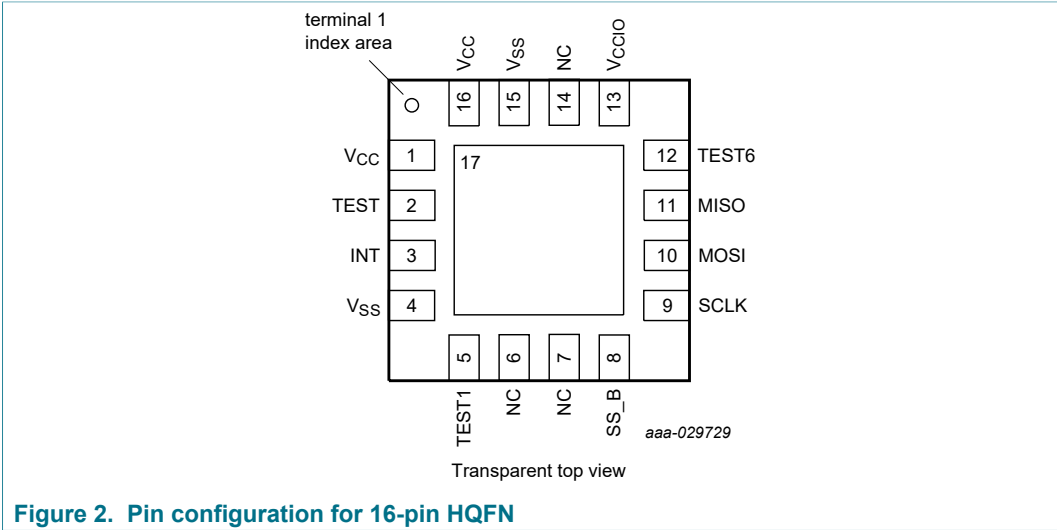 terminal 1
index area
VCC
VSS
NC
VCCIO
16
15
14
13
VCC
1
17
12
TEST6
TEST
2
11
MISO
INT
3
10
MOSI
VSS
4
9
SCLK
5
6
7
8
TEST1
NC
NC
SS_B
aaa-029729
Transparent top view
Figure 2. Pin configuration for 16-pin HQFN